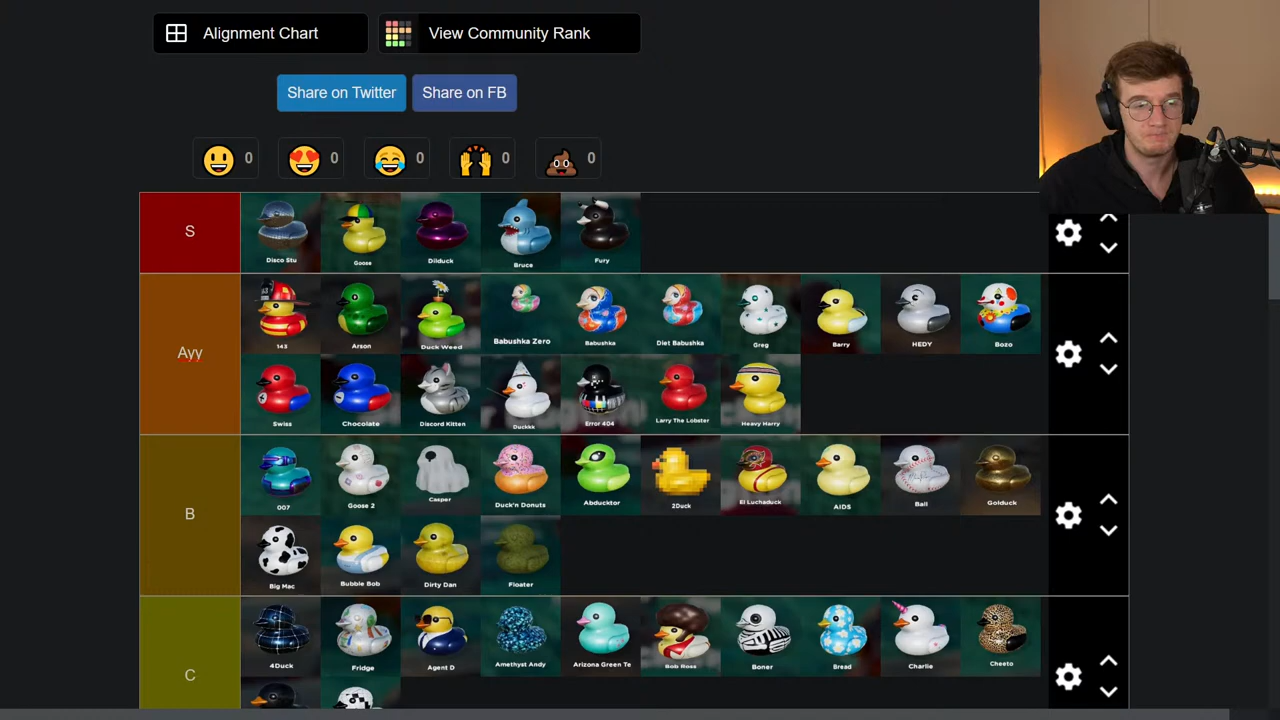 Alignment Chart
View Community Rank
Share on Twitter
Share on FB
0
0
0
0
0
S
Disco Stu
Goose
Dilduck
Bruce
Fury
Ayy
143
Arson
Duck Weed
Babushka Zero
Babushka
Diet Babushka
Greg
Barry
HEDY
Bozo
Swiss
Chocolate
Discord Kitten
Duckkk
Error 404
Larry The Lobster
Heavy Harry
B
007
Goose 2
Casper
Duck'n Donuts
Abducktor
2Duck
El Luchaduck
AIDS
Ball
Golduck
Big Mac
Bubble Bob
Dirty Dan
Floater
C
4Duck
Fridge
Agent D
Amethyst Andy
Arizona Green Te
Bob Ross
Boner
Bread
Charlie
Cheeto